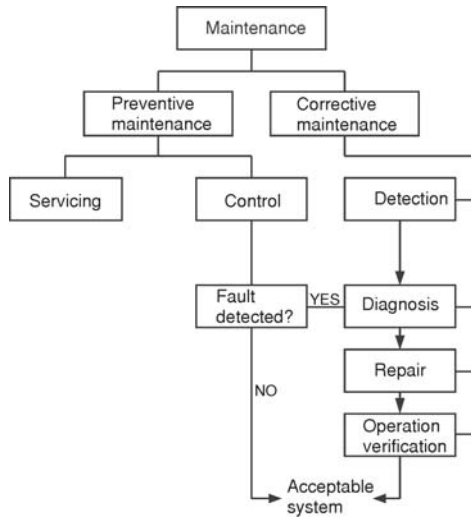 Maintenance
Preventive
maintenance
Corrective
maintenance
Servicing
Control
Detection
Fault
detected?
YES
Diagnosis
Repair
NO
Operation
verification
Acceptable
system